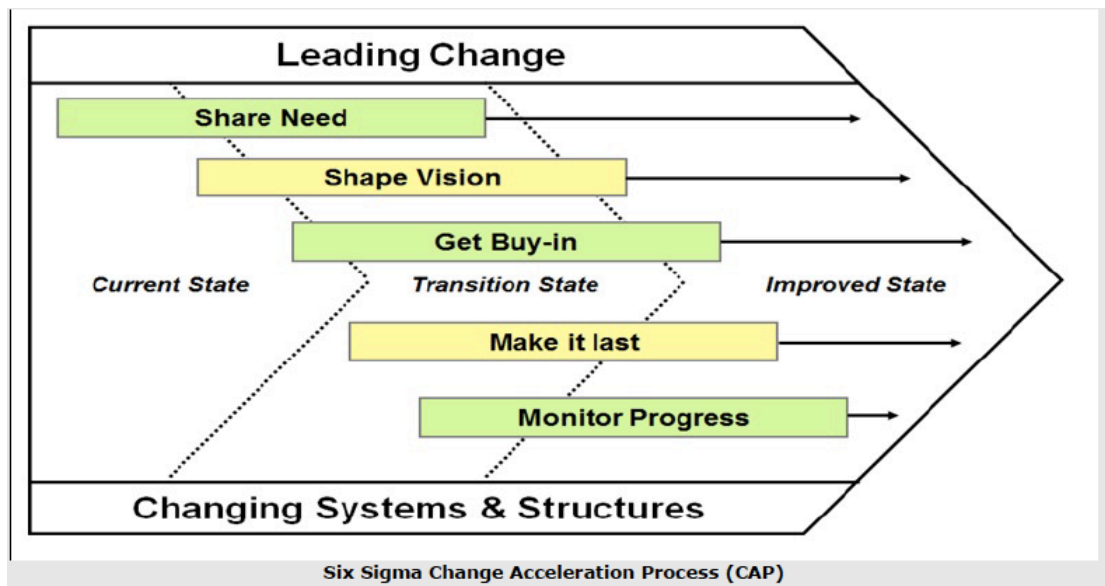 Leading Change
Share Need
Shape Vision
Get Buy-in
Current State
Transition State
Improved State
Make it last
Monitor Progress
Changing Systems & Structures
Six Sigma Change Acceleration Process (CAP)